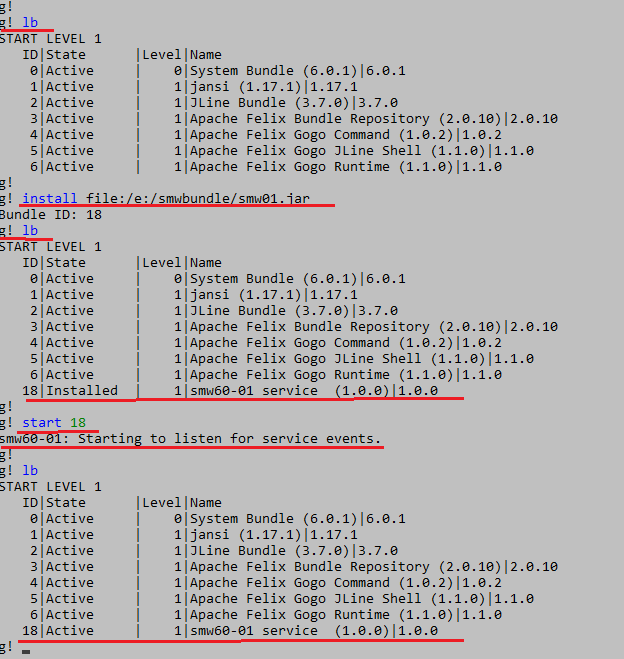 g!
g! lb
START LEVEL 1
   ID|State      |Level|Name
    0|Active     |    0|System Bundle (6.0.1)|6.0.1
    1|Active     |    1|jansi (1.17.1)|1.17.1
    2|Active     |    1|JLine Bundle (3.7.0)|3.7.0
    3|Active     |    1|Apache Felix Bundle Repository (2.0.10)|2.0.10
    4|Active     |    1|Apache Felix Gogo Command (1.0.2)|1.0.2
    5|Active     |    1|Apache Felix Gogo JLine Shell (1.1.0)|1.1.0
    6|Active     |    1|Apache Felix Gogo Runtime (1.1.0)|1.1.0
g!
g! install file:/e:/smwbundle/smw01.jar
Bundle ID: 18
g! lb
START LEVEL 1
   ID|State      |Level|Name
    0|Active     |    0|System Bundle (6.0.1)|6.0.1
    1|Active     |    1|jansi (1.17.1)|1.17.1
    2|Active     |    1|JLine Bundle (3.7.0)|3.7.0
    3|Active     |    1|Apache Felix Bundle Repository (2.0.10)|2.0.10
    4|Active     |    1|Apache Felix Gogo Command (1.0.2)|1.0.2
    5|Active     |    1|Apache Felix Gogo JLine Shell (1.1.0)|1.1.0
    6|Active     |    1|Apache Felix Gogo Runtime (1.1.0)|1.1.0
   18|Installed  |    1|smw60-01 service  (1.0.0)|1.0.0
g!
g! start 18
smw60-01: Starting to listen for service events.
g!
g! lb
START LEVEL 1
   ID|State      |Level|Name
    0|Active     |    0|System Bundle (6.0.1)|6.0.1
    1|Active     |    1|jansi (1.17.1)|1.17.1
    2|Active     |    1|JLine Bundle (3.7.0)|3.7.0
    3|Active     |    1|Apache Felix Bundle Repository (2.0.10)|2.0.10
    4|Active     |    1|Apache Felix Gogo Command (1.0.2)|1.0.2
    5|Active     |    1|Apache Felix Gogo JLine Shell (1.1.0)|1.1.0
    6|Active     |    1|Apache Felix Gogo Runtime (1.1.0)|1.1.0
   18|Active     |    1|smw60-01 service  (1.0.0)|1.0.0
g!